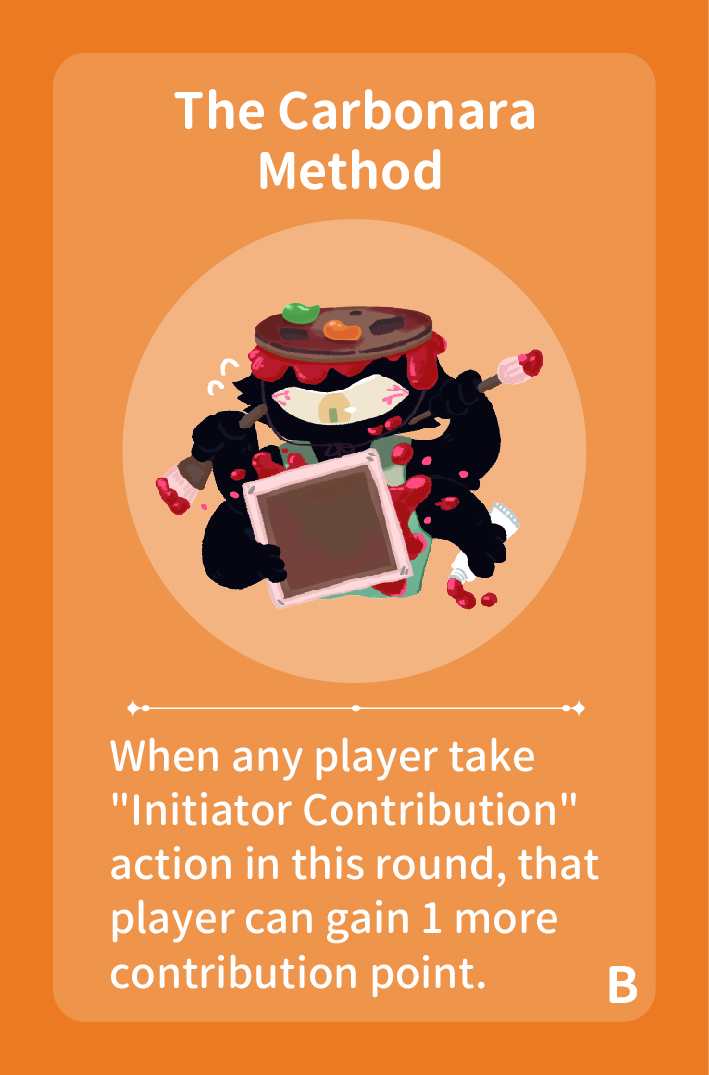 The Carbonara
Method
When any player take
"Initiator Contribution"
action in this round, that
player can gain 1 more
contribution point.
B